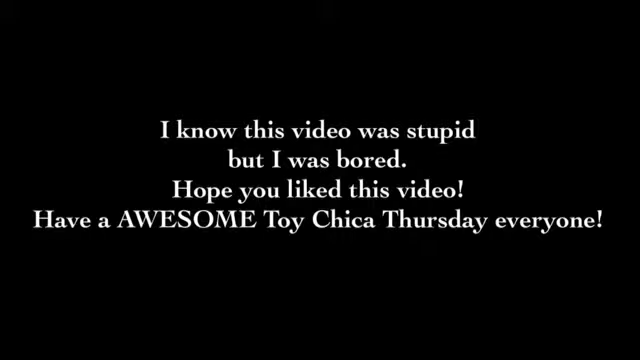 I know this video was stupid
but I was bored.
Hope you liked this video!
Have a AWESOME Toy Chica Thursday everyone!